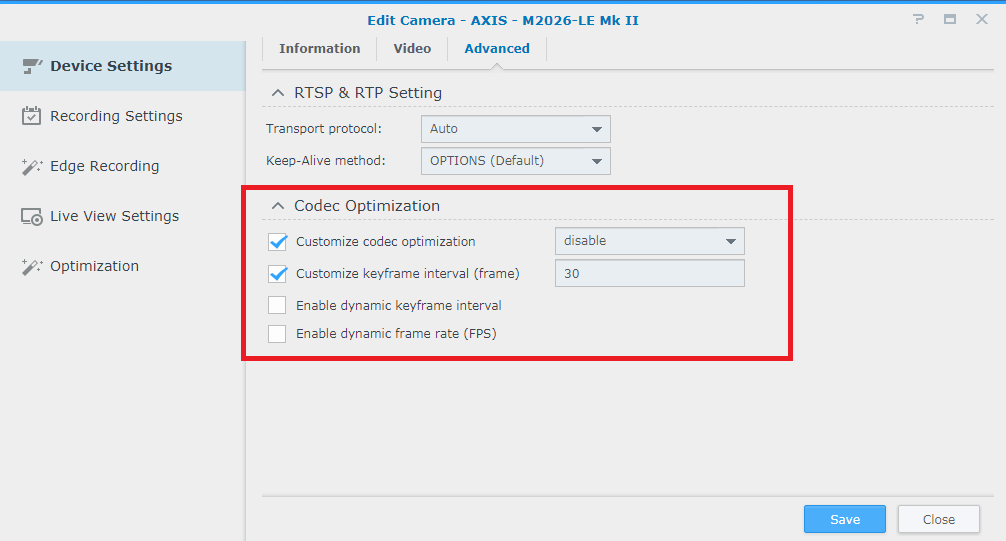 Edit Camera - AXIS - M2026-LE Mk II
Device Settings
Recording Settings
Edge Recording
Live View Settings
Optimization
Information
Video
Advanced
RTSP & RTP Setting
Transport protocol: Auto
Keep-Alive method: OPTIONS (Default)
Codec Optimization
Customize codec optimization disable
Customize keyframe interval (frame) 30
Enable dynamic keyframe interval
Enable dynamic frame rate (FPS)
Save
Close